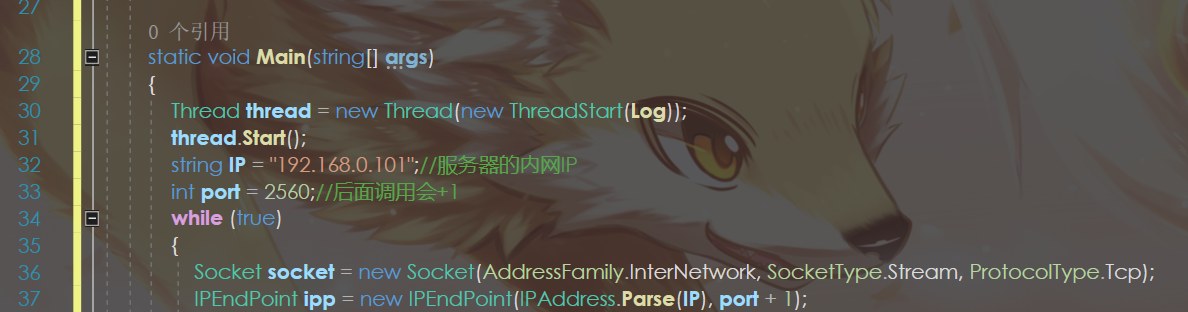 27
0 个引用
28 static void Main(string[] args)
29 {
30 Thread thread = new Thread(new ThreadStart(Log));
31 thread.Start();
32 string IP = "192.168.0.101";//服务器的内网IP
33 int port = 2560;//后面调用会+1
34 while (true)
35 {
36 Socket socket = new Socket(AddressFamily.InterNetwork, SocketType.Stream, ProtocolType.Tcp);
37 IPEndPoint ipp = new IPEndPoint(IPAddress.Parse(IP), port + 1);